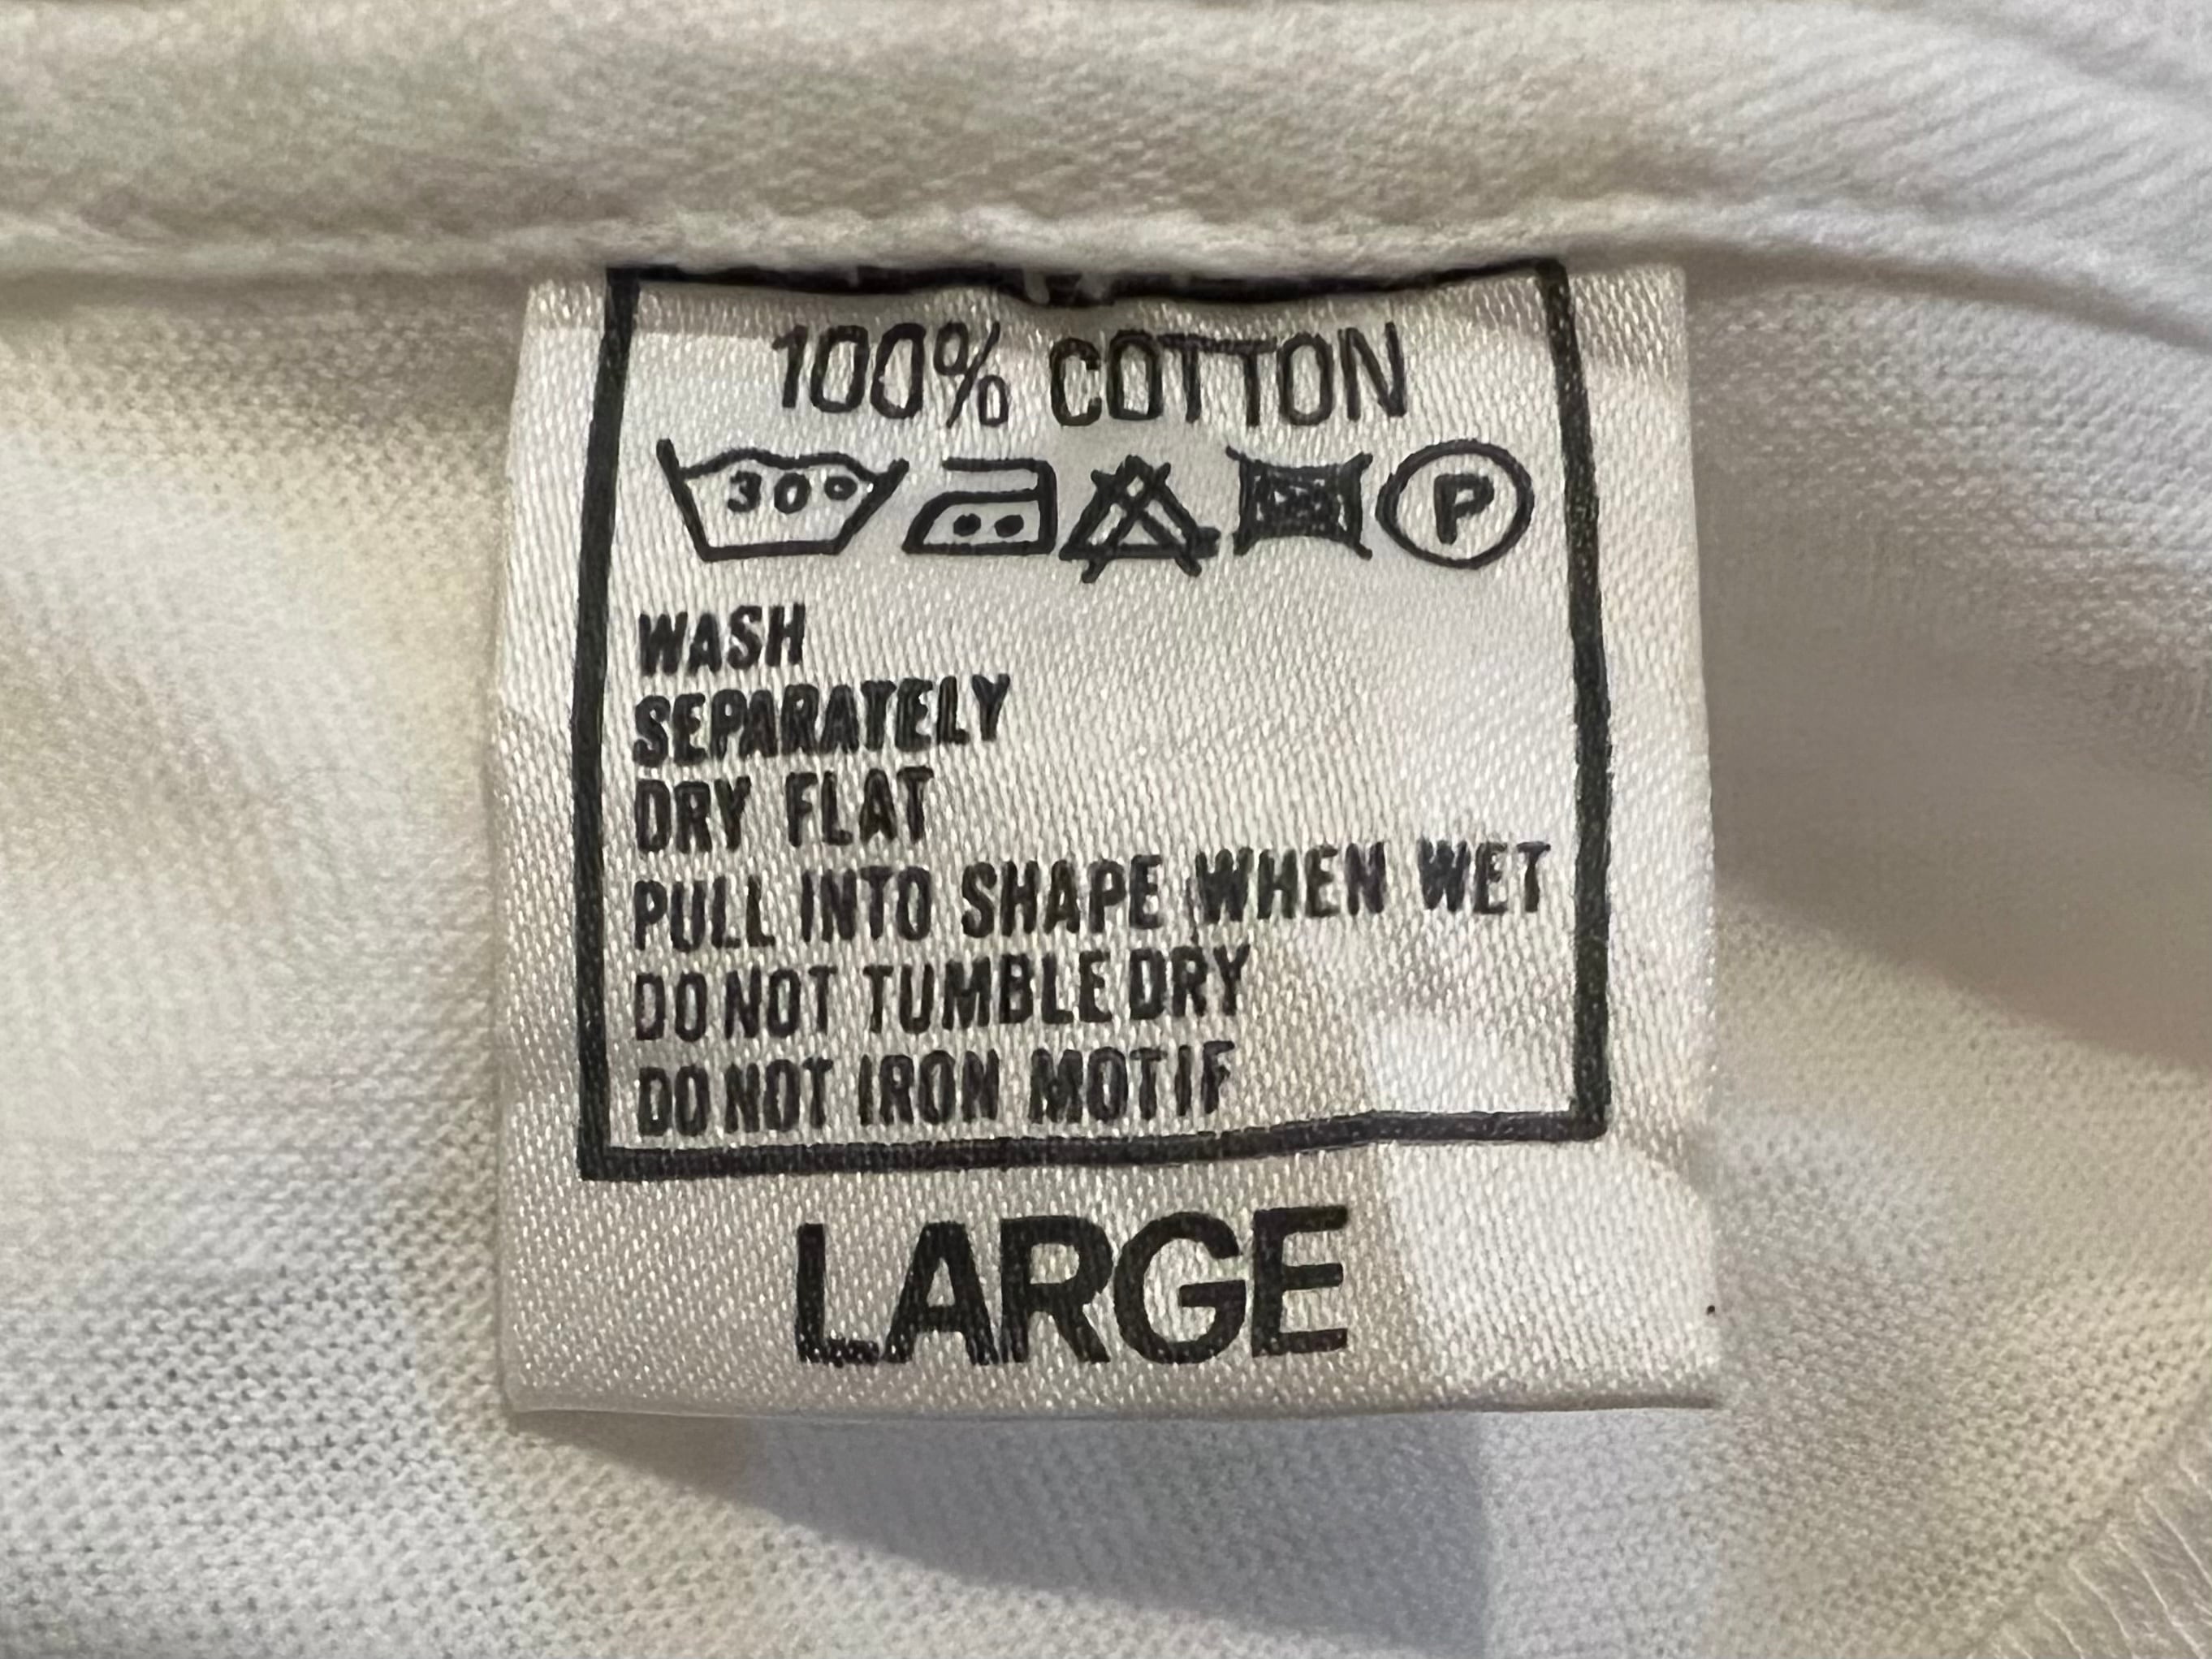 100% COTTON
30°
P
WASH
SEPARATELY
DRY FLAT
PULL INTO SHAPE WHEN WET
DO NOT TUMBLE DRY
DO NOT IRON MOTIF
LARGE